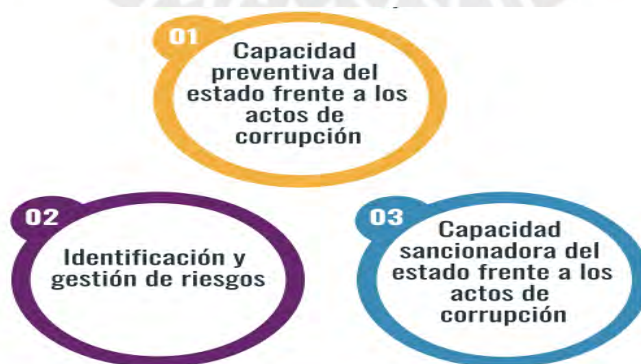 01
Capacidad
preventiva del
estado frente a los
actos de
corrupción
02
Identificación y
gestión de riesgos
03
Capacidad
sancionadora del
estado frente a los
actos de
corrupción